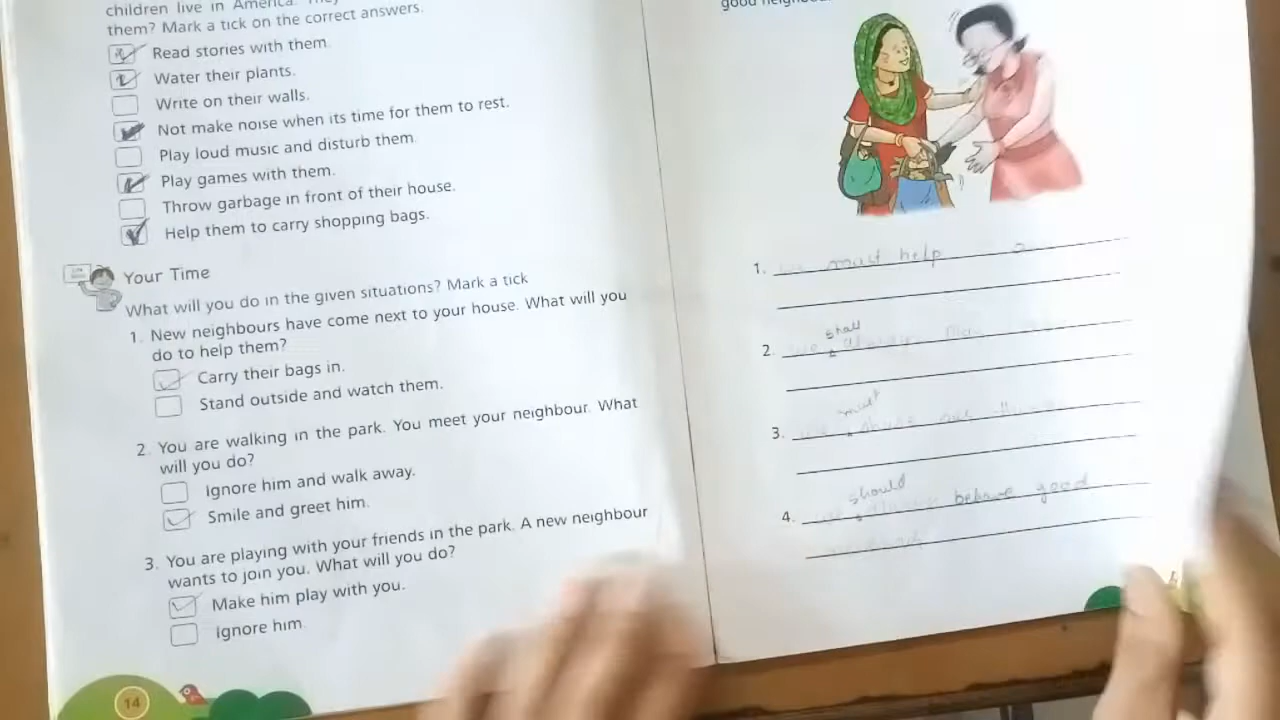 children live in America.
them? Mark a tick on the correct answers.
Read stories with them
Water their plants.
Write on their walls.
Not make noise when its time for them to rest.
Play loud music and disturb them
Play games with them.
Throw garbage in front of their house.
Help them to carry shopping bags.
Your Time
What will you do in the given situations? Mark a tick
1. New neighbours have come next to your house. What will you
do to help them?
Carry their bags in.
Stand outside and watch them.
2. You are walking in the park. You meet your neighbour. What
will you do?
Ignore him and walk away.
Smile and greet him.
3. You are playing with your friends in the park. A new neighbour
wants to join you. What will you do?
Make him play with you.
Ignore him
14
good
1. must help
shall
2.
must
3.
should
4. behave good